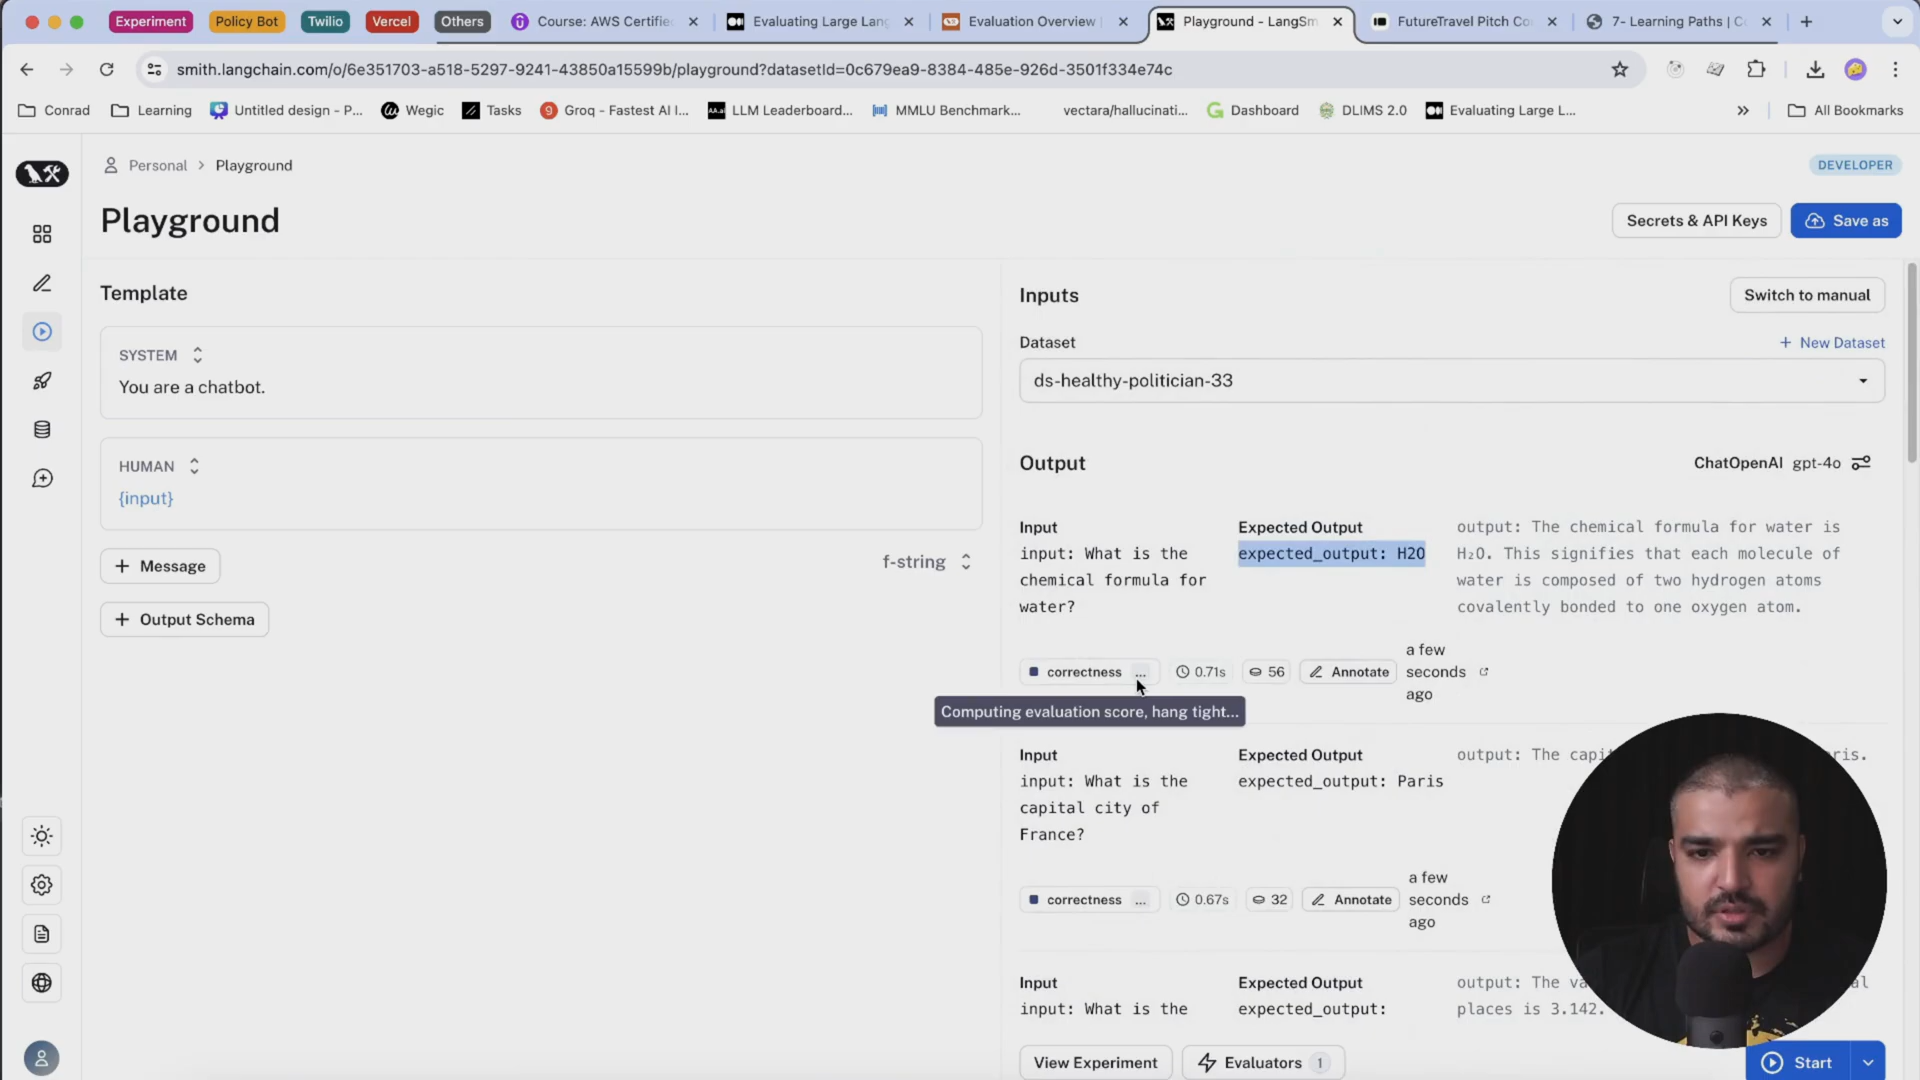 Experiment
Policy Bot
Twilio
Vercel
Others
Course: AWS Certifie
Evaluating Large Lang
Evaluation Overview
Playground - LangSm
FutureTravel Pitch Co
7- Learning Paths | C
smith.langchain.com/o/6e351703-a518-5297-9241-43850a15599b/playground?datasetId=0c679ea9-8384-485e-926d-3501f334e74c
Conrad
Learning
Untitled design - P...
Wegic
Tasks
Groq - Fastest AI I...
LLM Leaderboard...
MMLU Benchmark...
vectara/hallucinati...
Dashboard
DLIMS 2.0
Evaluating Large L...
All Bookmarks
Personal > Playground
DEVELOPER
Playground
Secrets & API Keys
Save as
Template
SYSTEM
You are a chatbot.
HUMAN
{input}
+ Message
f-string
+ Output Schema
Inputs
Switch to manual
Dataset
+ New Dataset
ds-healthy-politician-33
Output
ChatOpenAI gpt-4o
Input
input: What is the
chemical formula for
water?
Expected Output
expected_output: H2O
output: The chemical formula for water is
H₂O. This signifies that each molecule of
water is composed of two hydrogen atoms
covalently bonded to one oxygen atom.
correctness ...
0.71s
56
Annotate
a few
seconds
ago
Computing evaluation score, hang tight...
Input
input: What is the
capital city of
France?
Expected Output
expected_output: Paris
output: The capi
ris.
correctness ...
0.67s
32
Annotate
a few
seconds
ago
Input
input: What is the
Expected Output
expected_output:
output: The va
al
places is 3.142.
View Experiment
Evaluators 1
Start